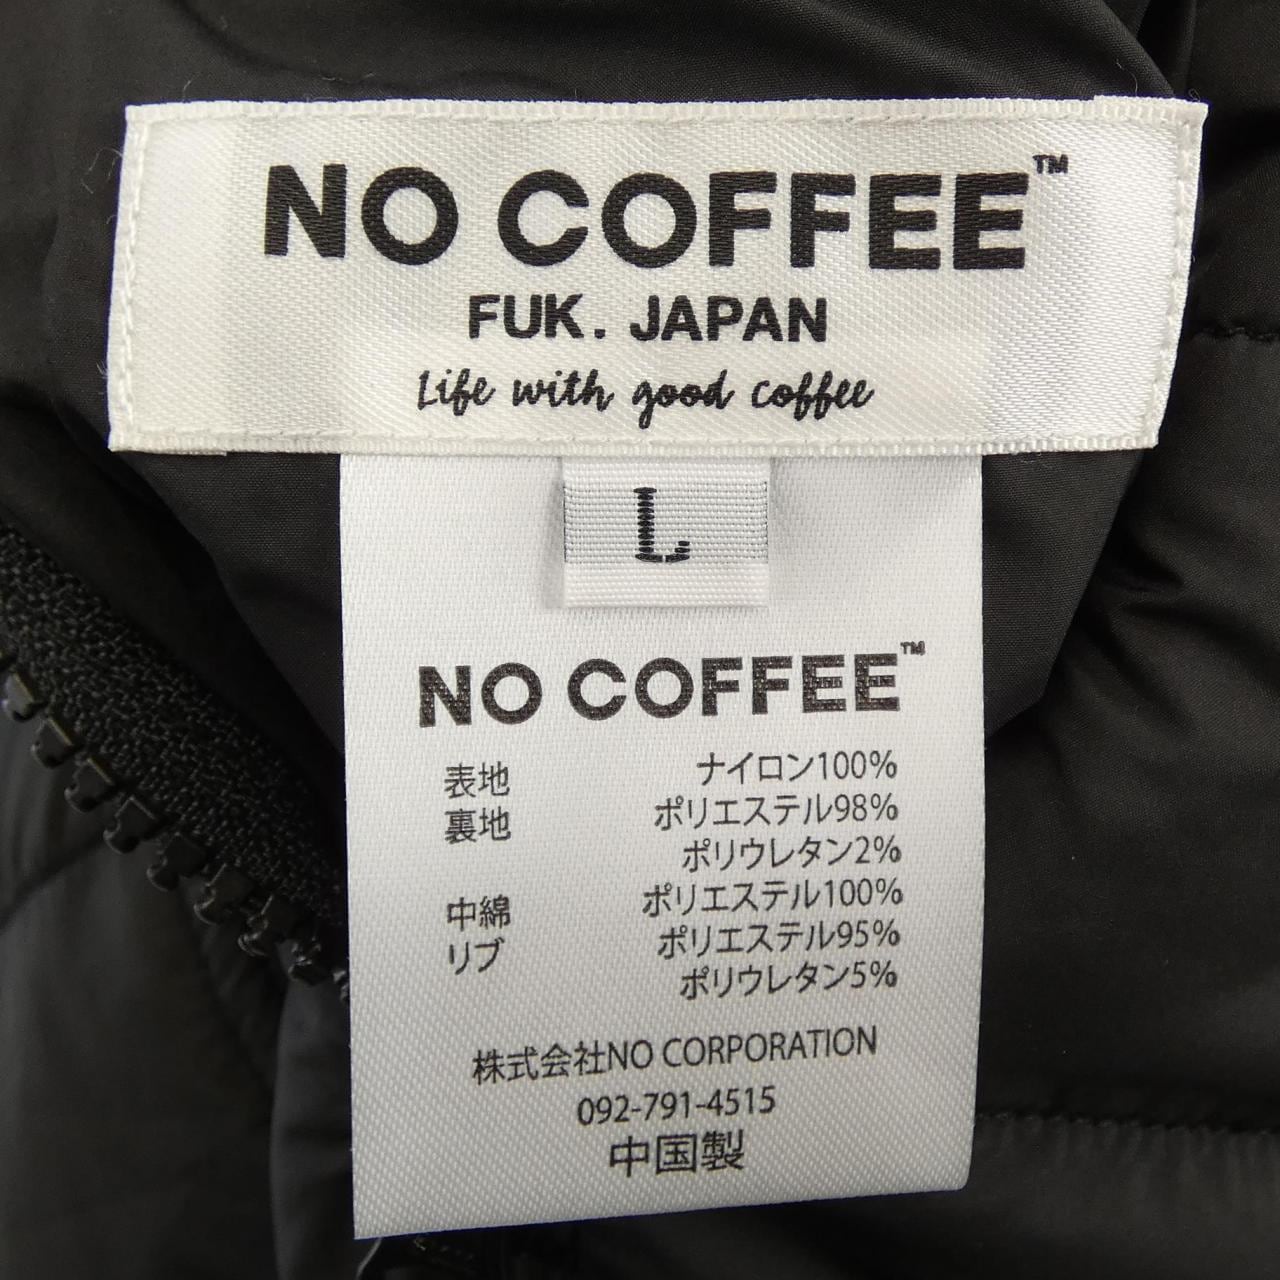 NO COFFEE™
FUK. JAPAN
Life with good coffee
L
NO COFFEE™
表地 ナイロン100%
裏地 ポリエステル98%
ポリウレタン2%
中綿 ポリエステル100%
リブ ポリエステル95%
ポリウレタン5%
株式会社NO CORPORATION
092-791-4515
中国製